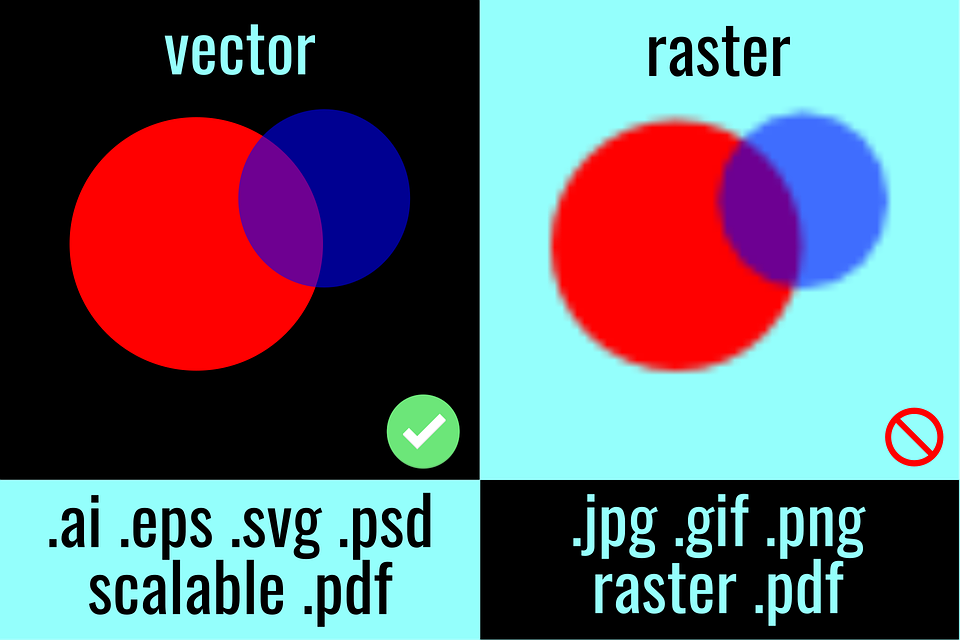 vector
raster
.ai .eps .svg .psd
scalable .pdf
.jpg .gif .png
raster .pdf